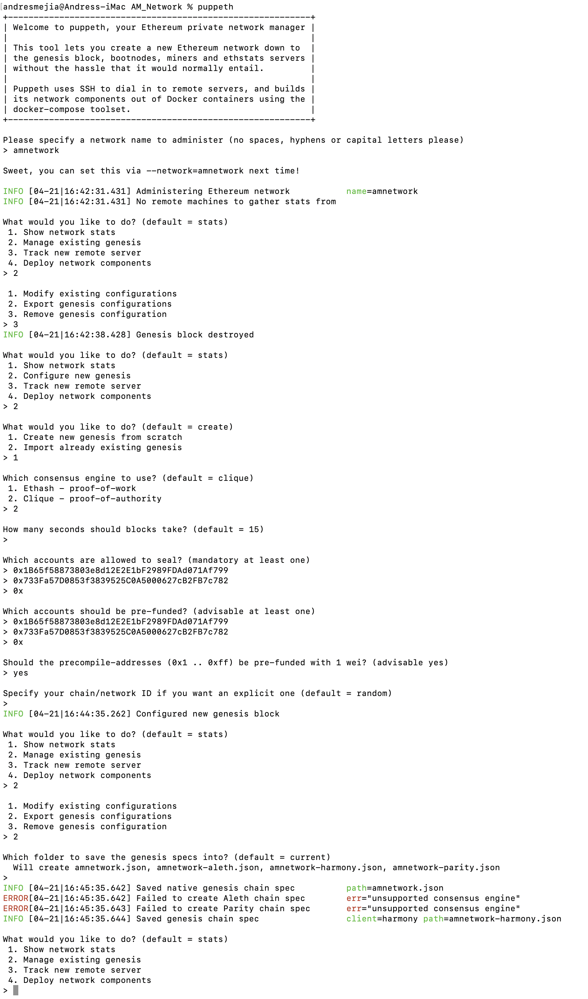 [andresmejia@Andress-iMac AM_Network % puppeth
+-----------------------------------------------------------+
| Welcome to puppeth, your Ethereum private network manager |
|                                                           |
| This tool lets you create a new Ethereum network down to  |
| the genesis block, bootnodes, miners and ethstats servers |
| without the hassle that it would normally entail.         |
|                                                           |
| Puppeth uses SSH to dial in to remote servers, and builds |
| its network components out of Docker containers using the |
| docker-compose toolset.                                   |
+-----------------------------------------------------------+

Please specify a network name to administer (no spaces, hyphens or capital letters please)
> amnetwork

Sweet, you can set this via --network=amnetwork next time!

INFO [04-21|16:42:31.431] Administering Ethereum network           name=amnetwork
INFO [04-21|16:42:31.431] No remote machines to gather stats from

What would you like to do? (default = stats)
 1. Show network stats
 2. Manage existing genesis
 3. Track new remote server
 4. Deploy network components
> 2

 1. Modify existing configurations
 2. Export genesis configurations
 3. Remove genesis configuration
> 3
INFO [04-21|16:42:38.428] Genesis block destroyed

What would you like to do? (default = stats)
 1. Show network stats
 2. Configure new genesis
 3. Track new remote server
 4. Deploy network components
> 2

What would you like to do? (default = create)
 1. Create new genesis from scratch
 2. Import already existing genesis
> 1

Which consensus engine to use? (default = clique)
 1. Ethash - proof-of-work
 2. Clique - proof-of-authority
> 2

How many seconds should blocks take? (default = 15)
>

Which accounts are allowed to seal? (mandatory at least one)
> 0x1B65f58873803e8d12E2E1bF2989FDAd071Af799
> 0x733Fa57D0853f3839525C0A5000627cB2FB7c782
> 0x

Which accounts should be pre-funded? (advisable at least one)
> 0x1B65f58873803e8d12E2E1bF2989FDAd071Af799
> 0x733Fa57D0853f3839525C0A5000627cB2FB7c782
> 0x

Should the precompile-addresses (0x1 .. 0xff) be pre-funded with 1 wei? (advisable yes)
> yes

Specify your chain/network ID if you want an explicit one (default = random)
>
INFO [04-21|16:44:35.262] Configured new genesis block

What would you like to do? (default = stats)
 1. Show network stats
 2. Manage existing genesis
 3. Track new remote server
 4. Deploy network components
> 2

 1. Modify existing configurations
 2. Export genesis configurations
 3. Remove genesis configuration
> 2

Which folder to save the genesis specs into? (default = current)
  Will create amnetwork.json, amnetwork-aleth.json, amnetwork-harmony.json, amnetwork-parity.json
>
INFO [04-21|16:45:35.642] Saved native genesis chain spec          path=amnetwork.json
ERROR[04-21|16:45:35.642] Failed to create Aleth chain spec        err="unsupported consensus engine"
ERROR[04-21|16:45:35.643] Failed to create Parity chain spec       err="unsupported consensus engine"
INFO [04-21|16:45:35.644] Saved genesis chain spec                 client=harmony path=amnetwork-harmony.json

What would you like to do? (default = stats)
 1. Show network stats
 2. Manage existing genesis
 3. Track new remote server
 4. Deploy network components
>